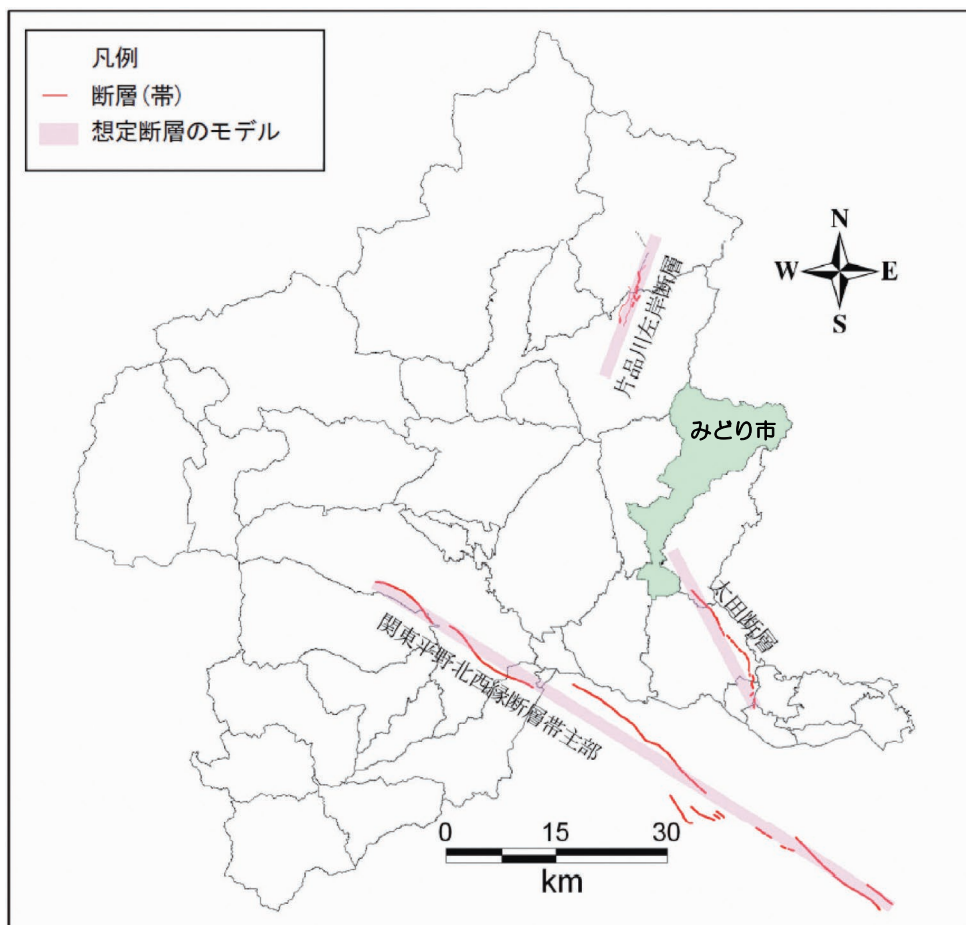 凡例
断層（帯）
想定断層のモデル
N
W
E
S
片品川左岸断層
みどり市
太田断層
関東平野北西縁断層帯主部
0 15 30
km